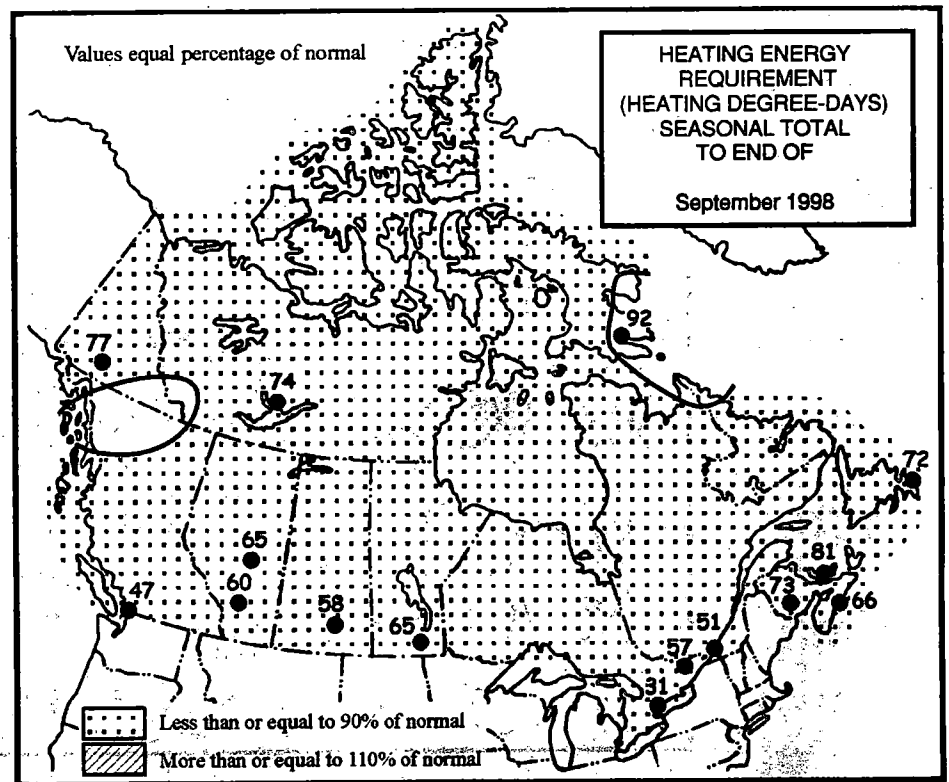 Values equal percentage of normal
HEATING ENERGY
REQUIREMENT
(HEATING DEGREE-DAYS)
SEASONAL TOTAL
TO END OF
September 1998
92
77
74
72
65
81
47
60
58
73
66
65
51
57
31
Less than or equal to 90% of normal
More than or equal to 110% of normal